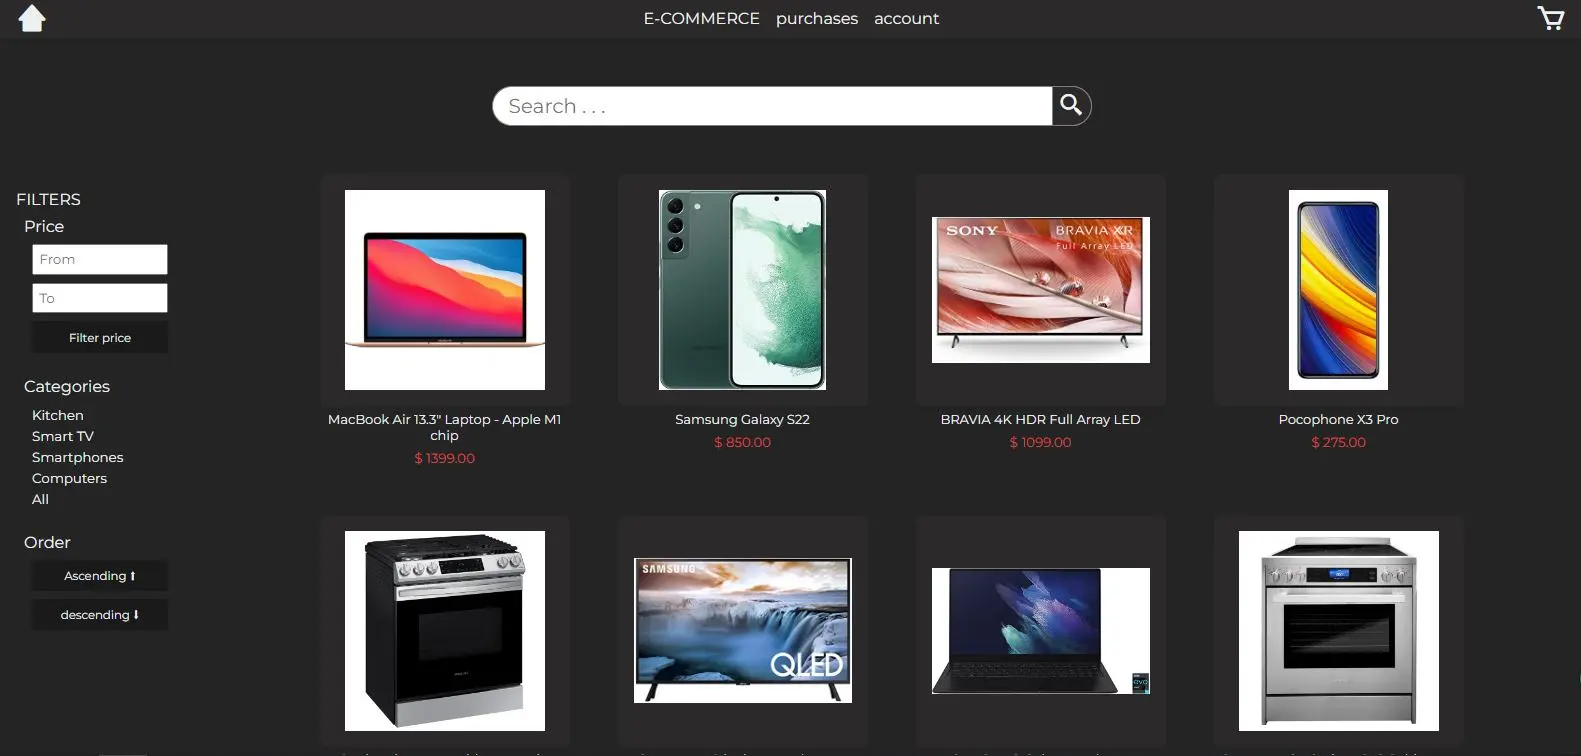 E-COMMERCE purchases account
Search . . .
FILTERS
Price
From
To
Filter price
Categories
Kitchen
Smart TV
Smartphones
Computers
All
Order
Ascending ⬆
descending ⬇
MacBook Air 13.3" Laptop - Apple M1
chip
$ 1399.00
Samsung Galaxy S22
$ 850.00
SONY
BRAVIA XR
Full Array LED
BRAVIA 4K HDR Full Array LED
$ 1099.00
Pocophone X3 Pro
$ 275.00
SAMSUNG
QLED